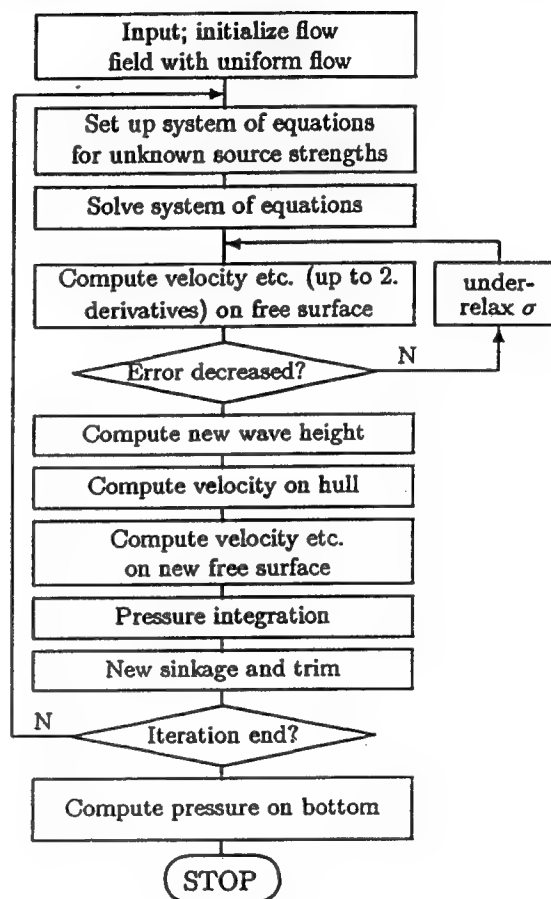 Input; initialize flow
field with uniform flow
Set up system of equations
for unknown source strengths
Solve system of equations
Compute velocity etc. (up to 2.
derivatives) on free surface
under-
relax σ
Error decreased?
N
Compute new wave height
Compute velocity on hull
Compute velocity etc.
on new free surface
Pressure integration
New sinkage and trim
N
Iteration end?
Compute pressure on bottom
STOP